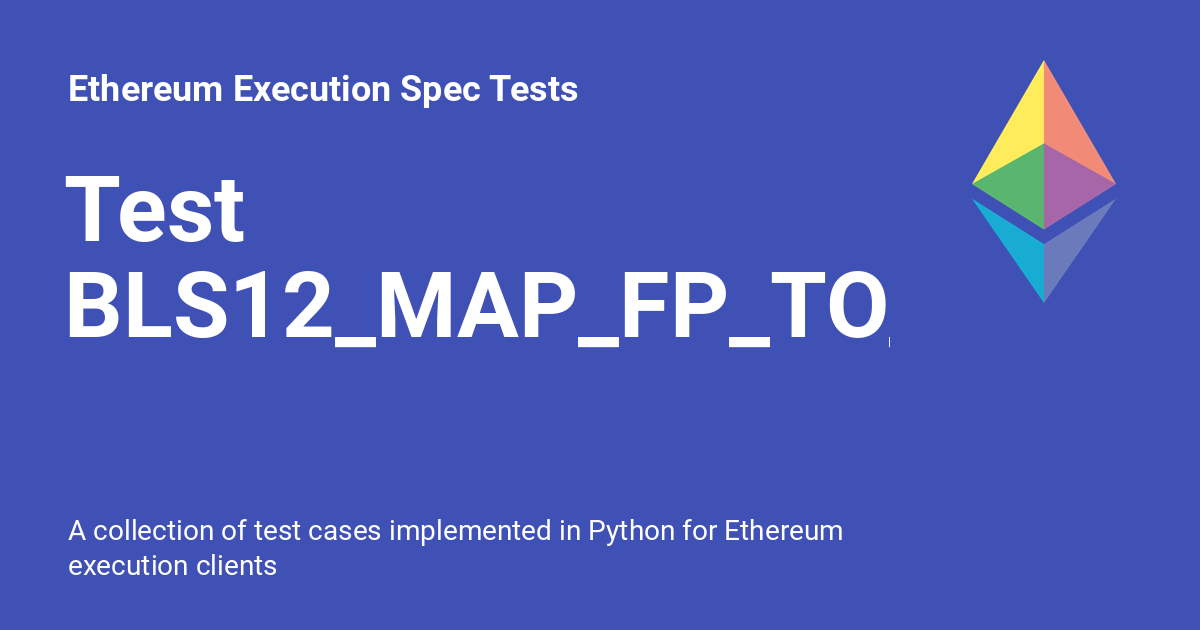 Ethereum Execution Spec Tests
Test
BLS12_MAP_FP_TO
A collection of test cases implemented in Python for Ethereum
execution clients